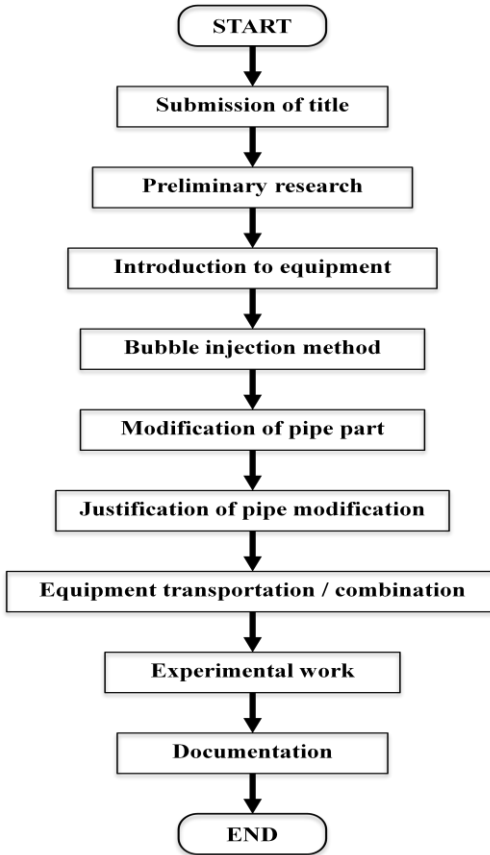 START
Submission of title
Preliminary research
Introduction to equipment
Bubble injection method
Modification of pipe part
Justification of pipe modification
Equipment transportation / combination
Experimental work
Documentation
END